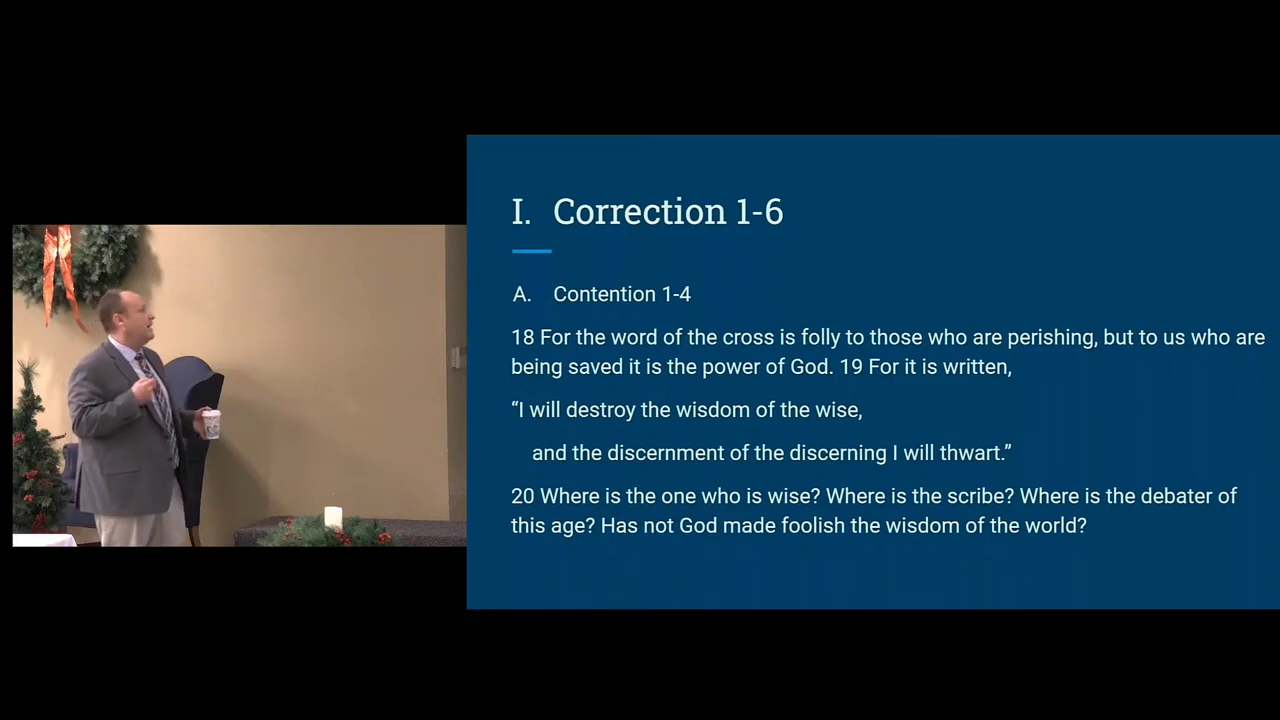 I. Correction 1-6
A. Contention 1-4
18 For the word of the cross is folly to those who are perishing, but to us who are
being saved it is the power of God. 19 For it is written,
“I will destroy the wisdom of the wise,
and the discernment of the discerning I will thwart.”
20 Where is the one who is wise? Where is the scribe? Where is the debater of
this age? Has not God made foolish the wisdom of the world?